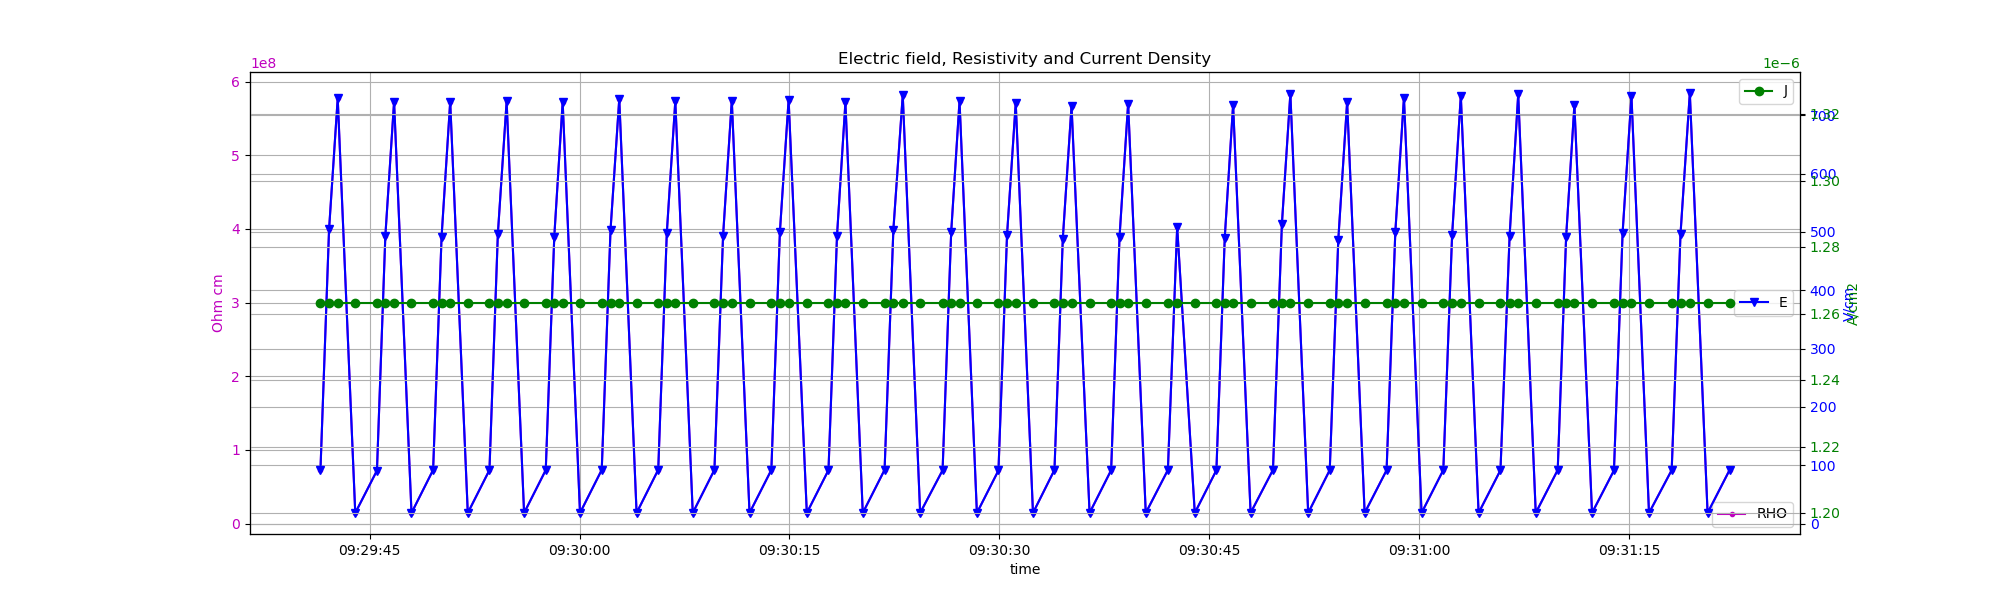 Electric field, Resistivity and Current Density
1e8
1e−6
6
5
4
3
2
1
0
Ohm cm
J
E
RHO
1.32
1.30
1.28
1.26
1.24
1.22
1.20
700
600
500
400
300
200
100
0
V/cm
A/cm2
09:29:45
09:30:00
09:30:15
09:30:30
09:30:45
09:31:00
09:31:15
time